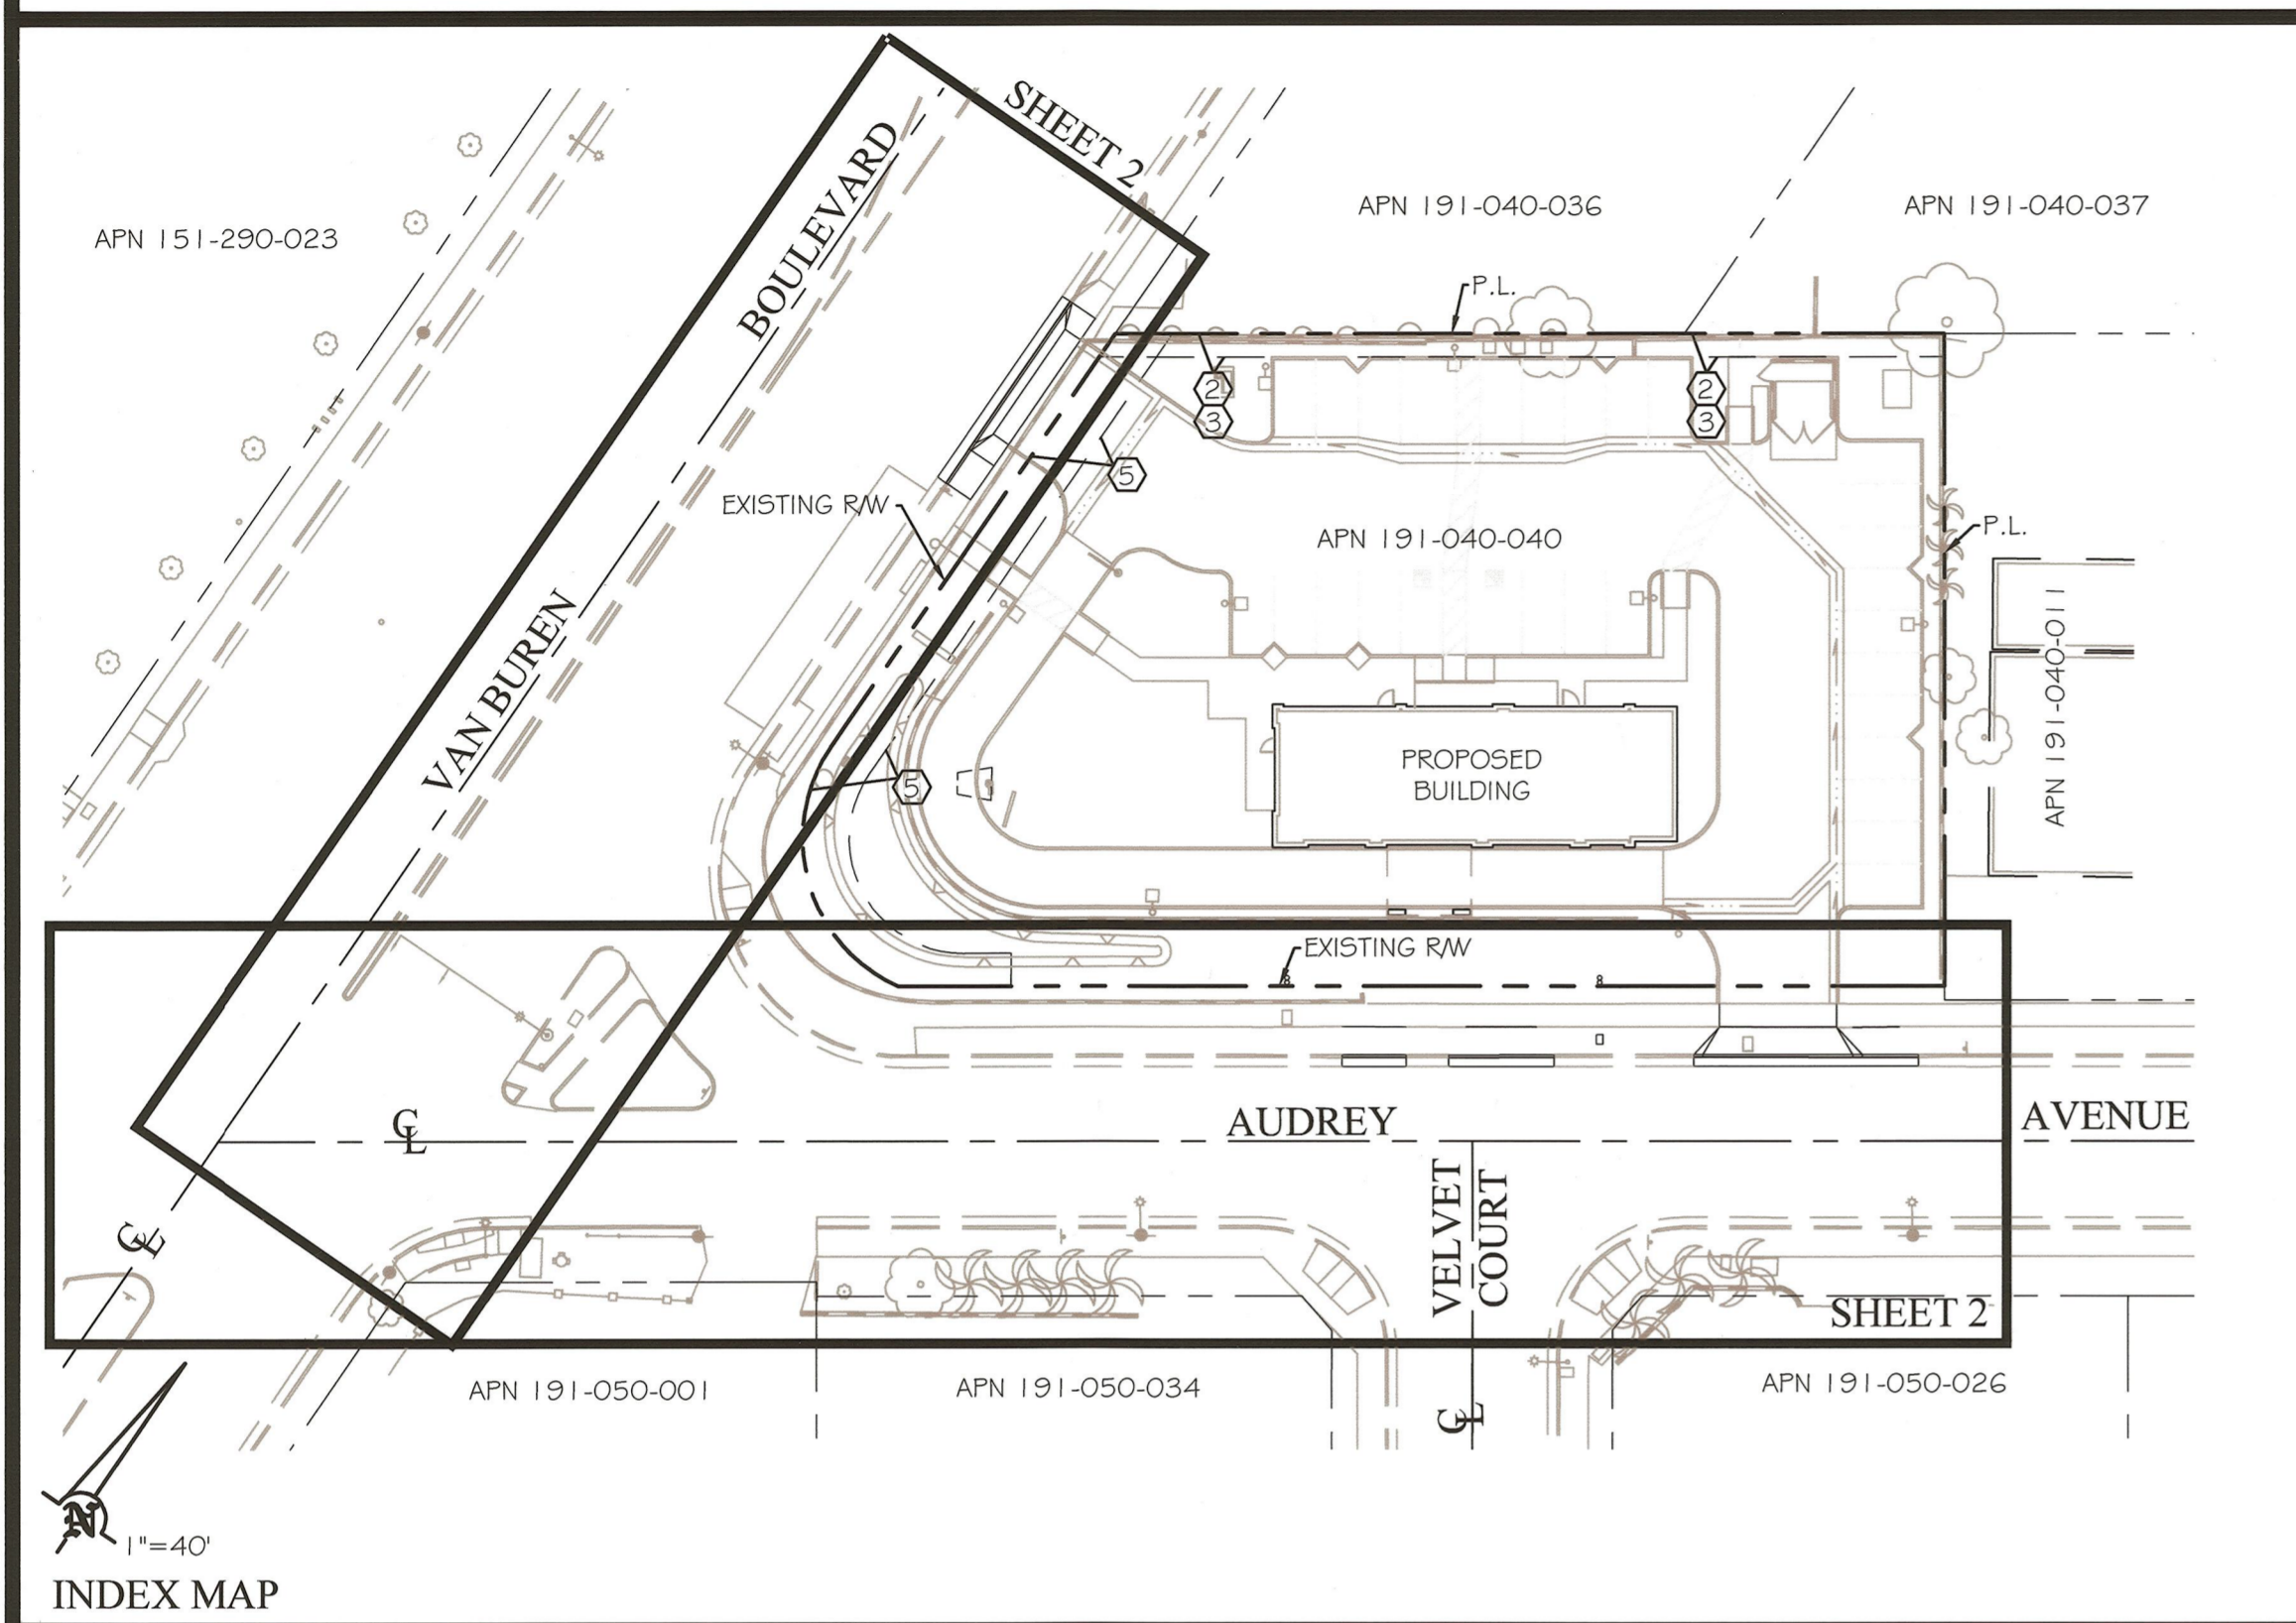 SHEET 2
BOULEVARD
APN 151-290-023
APN 191-040-036
APN 191-040-037
P.L.
2
3
2
3
5
EXISTING R/W
APN 191-040-040
P.L.
VAN BUREN
APN 191-040-011
PROPOSED
BUILDING
5
EXISTING R/W
CL
AUDREY
AVENUE
VELVET
COURT
CL
SHEET 2
APN 191-050-001
APN 191-050-034
APN 191-050-026
CL
N
1"=40'
INDEX MAP